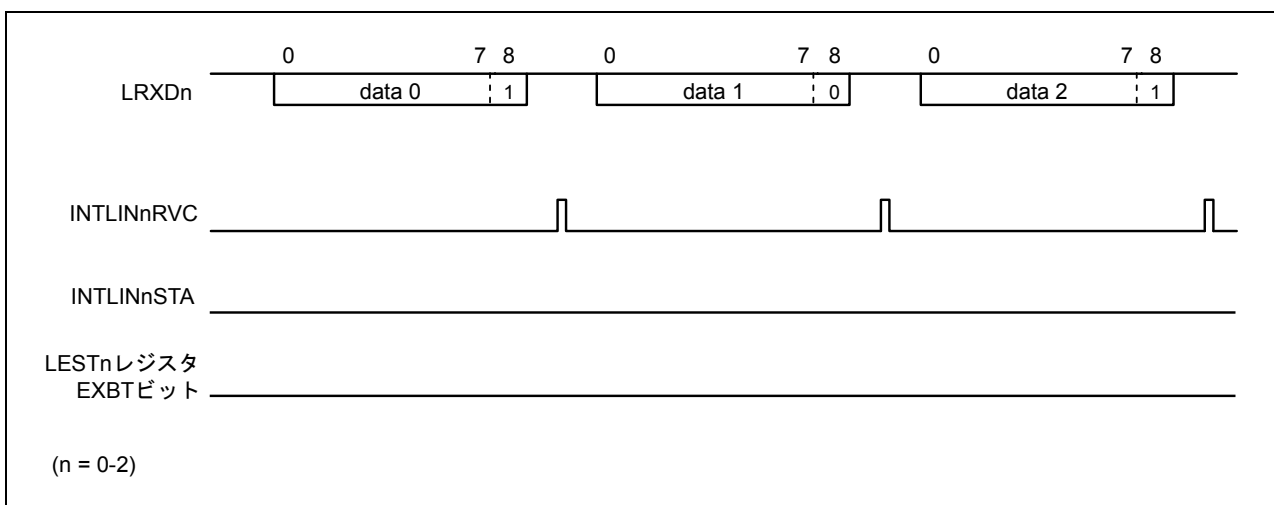 0 7 8 0 7 8 0 7 8
LRXDn data 0 1 data 1 0 data 2 1
INTLINnRVC
INTLINnSTA
LESTnレジスタ
EXBTビット
(n = 0-2)